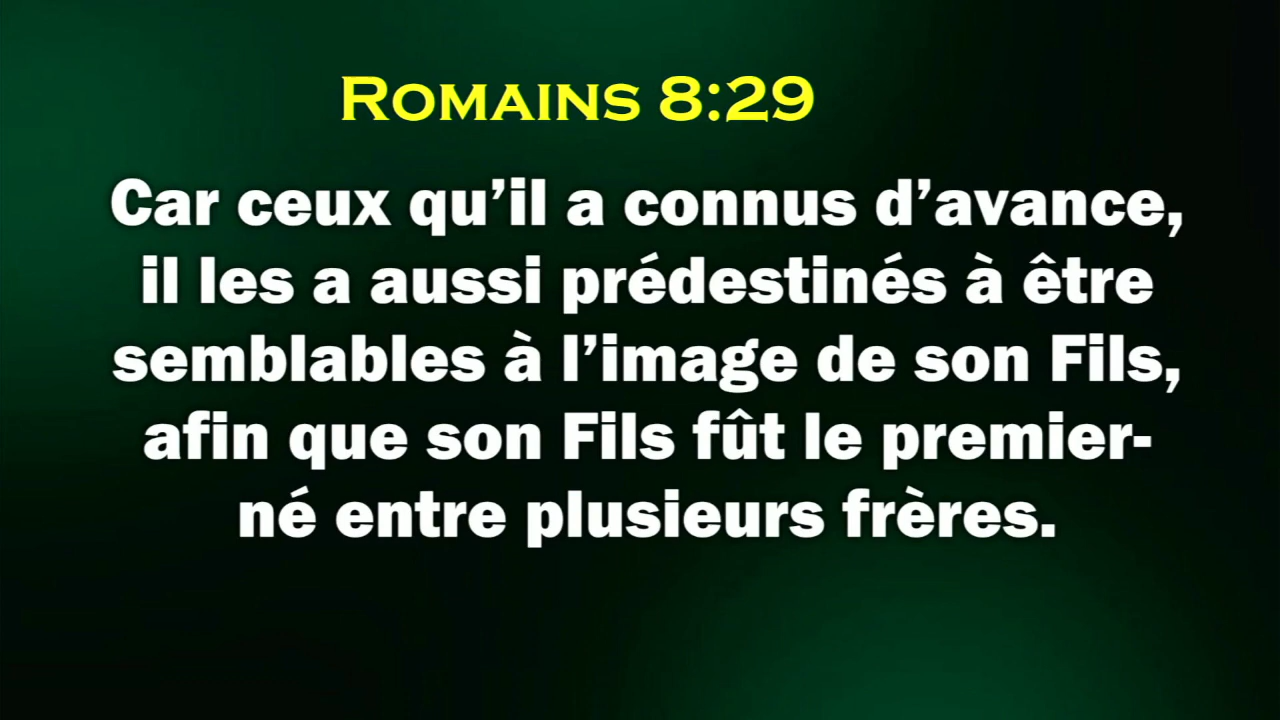 Romains 8:29
Car ceux qu’il a connus d’avance,
il les a aussi prédestinés à être
semblables à l’image de son Fils,
afin que son Fils fût le premier-
né entre plusieurs frères.